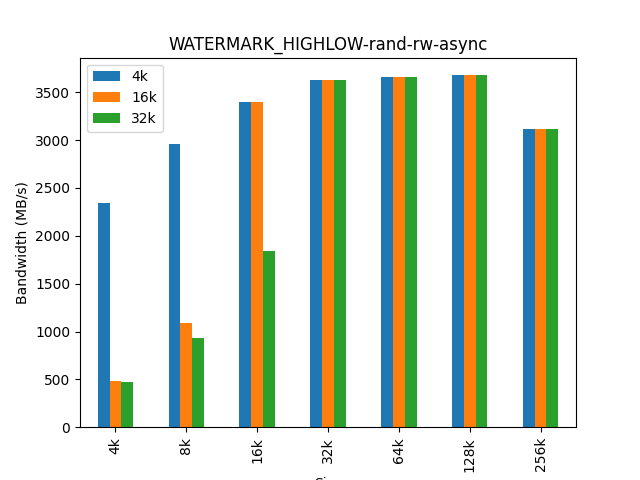 WATERMARK_HIGHLOW-rand-rw-async
4k
16k
32k
Bandwidth (MB/s)
3500
3000
2500
2000
1500
1000
500
0
4k
8k
16k
32k
64k
128k
256k